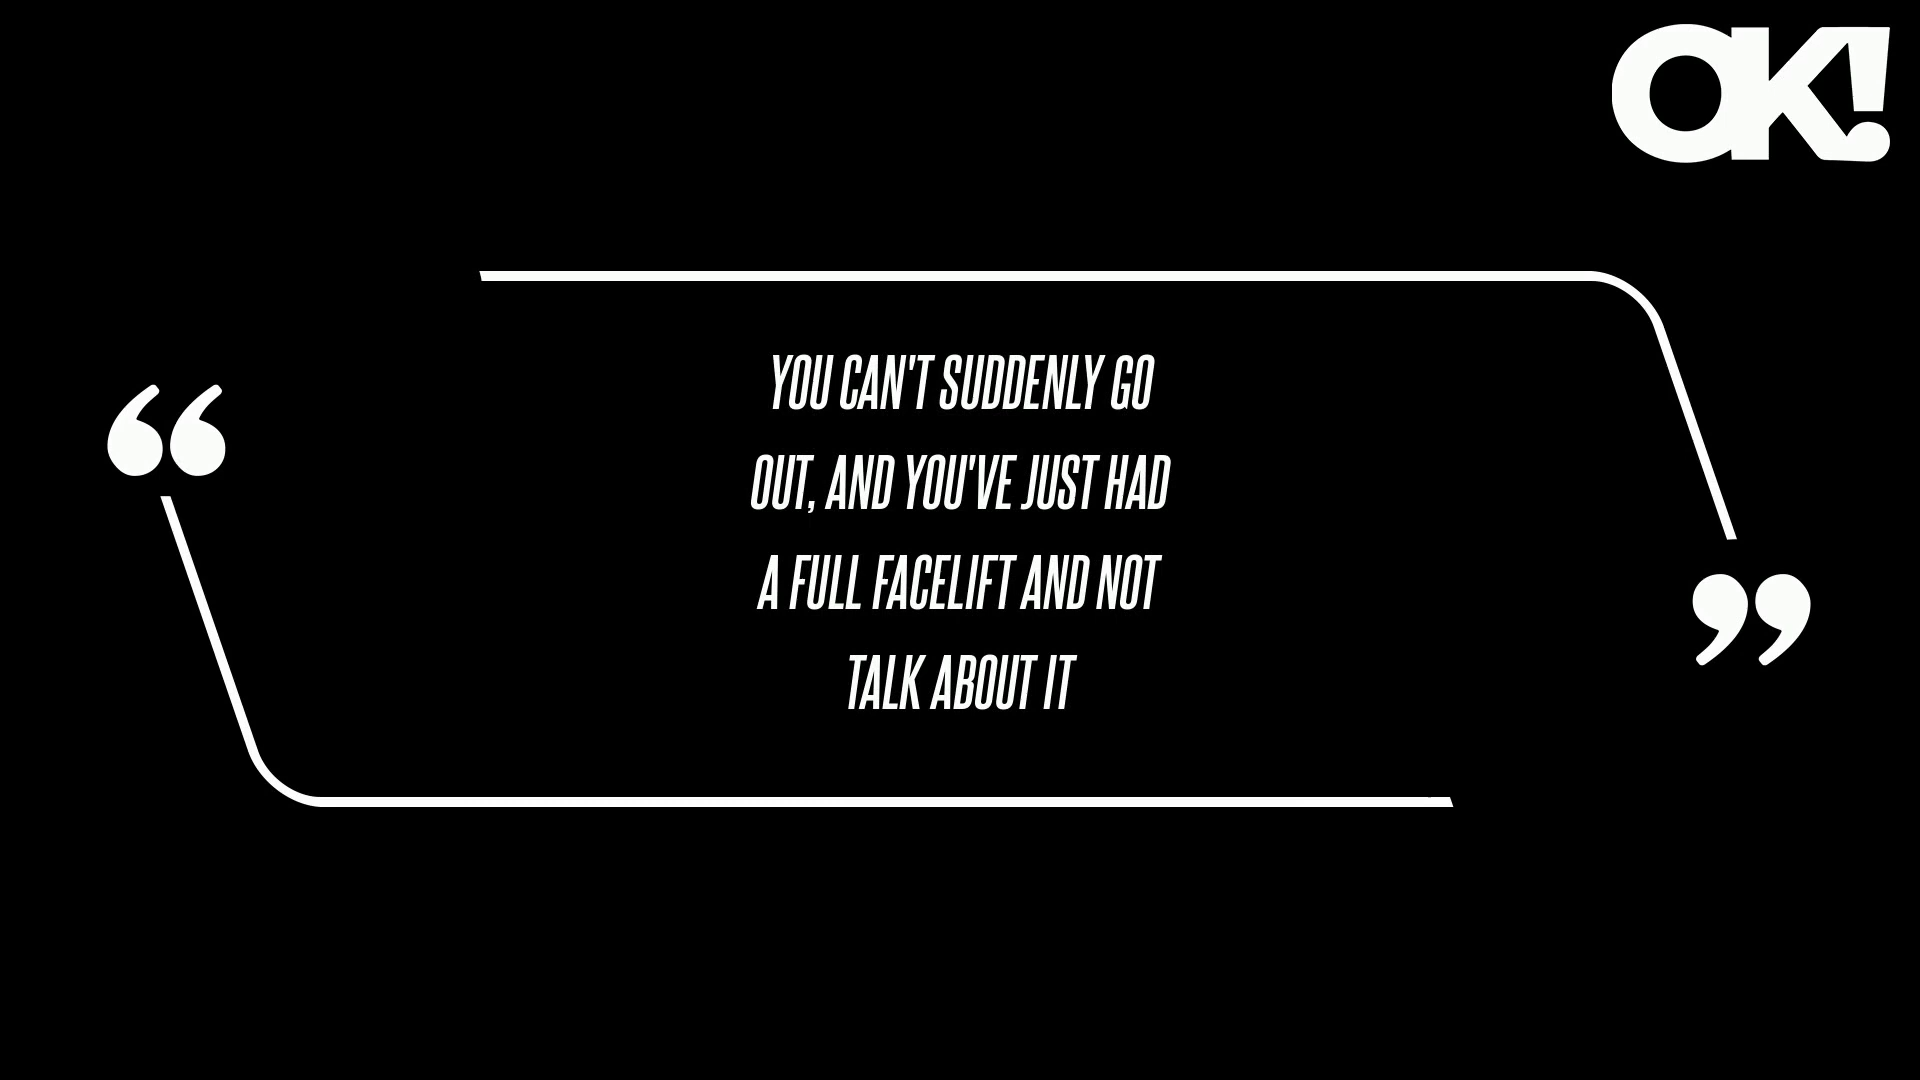 OK!
“
YOU CAN'T SUDDENLY GO
OUT, AND YOU'VE JUST HAD
A FULL FACELIFT AND NOT
TALK ABOUT IT
”